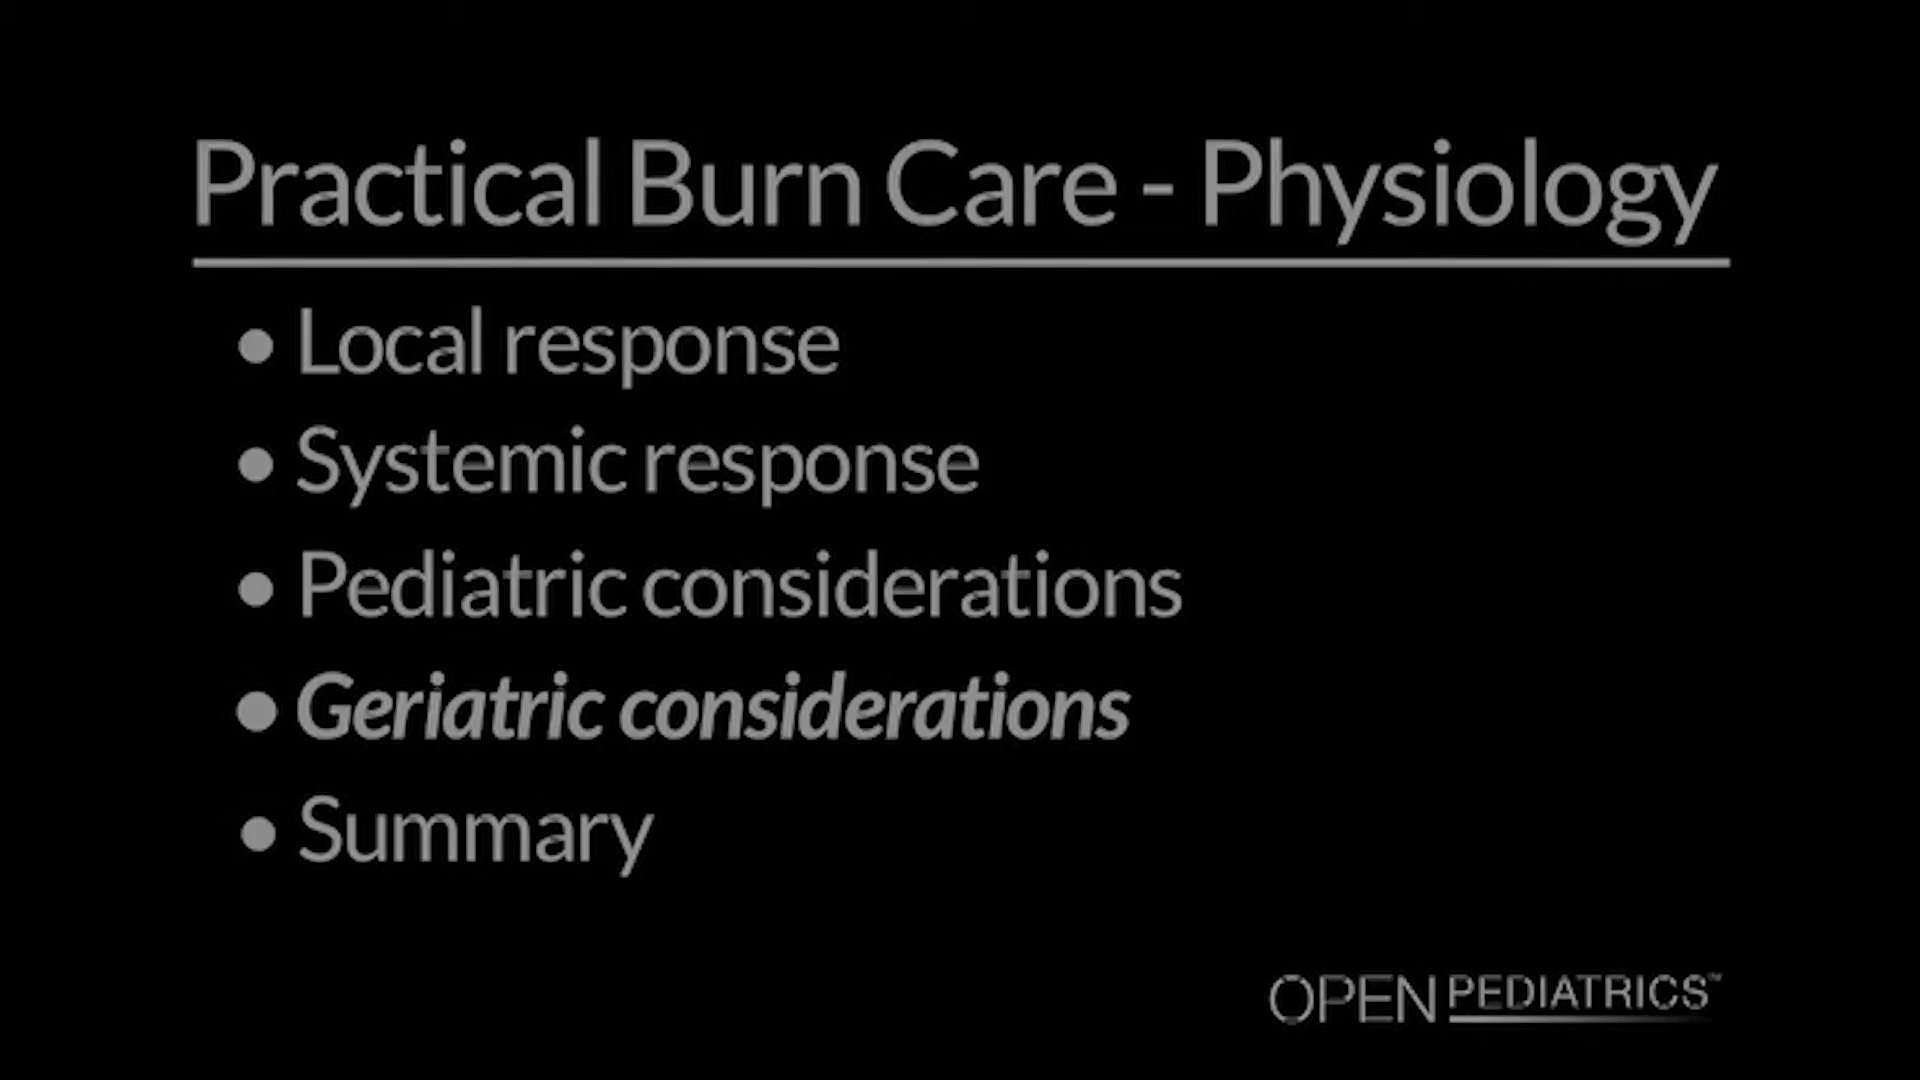 Practical Burn Care - Physiology
• Local response
• Systemic response
• Pediatric considerations
• Geriatric considerations
• Summary
OPEN PEDIATRICS™